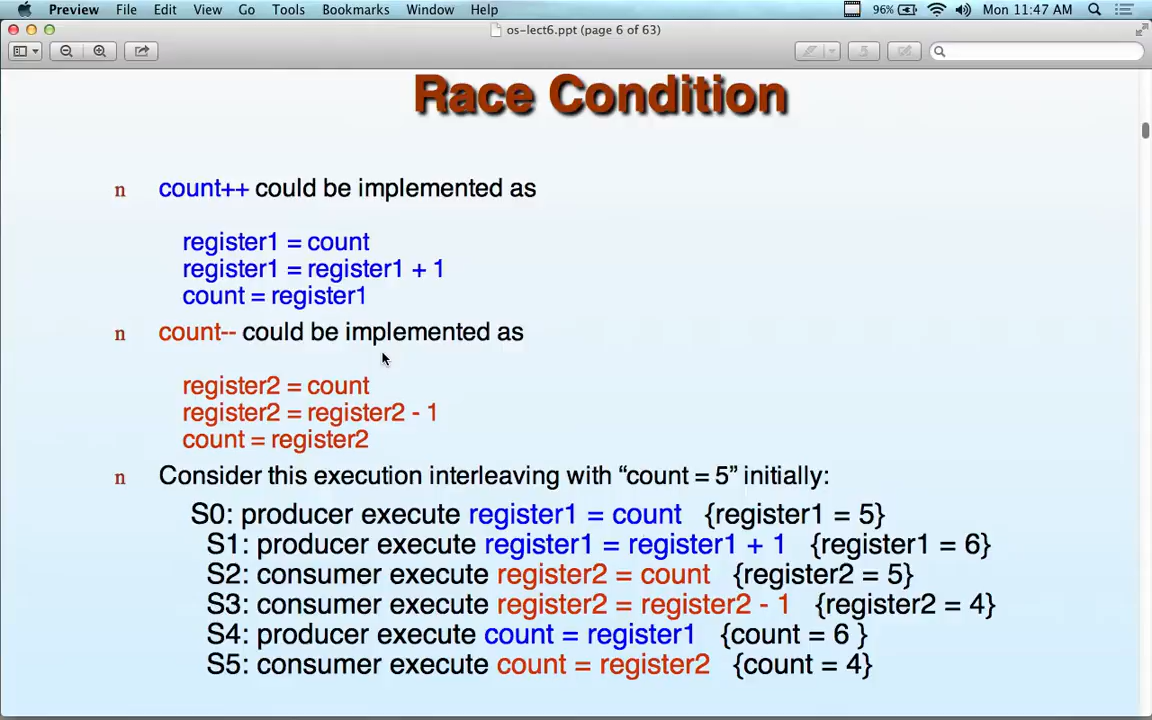 Preview File Edit View Go Tools Bookmarks Window Help 96% Mon 11:47 AM
os-lect6.ppt (page 6 of 63)
Race Condition
n count++ could be implemented as
register1 = count
register1 = register1 + 1
count = register1
n count-- could be implemented as
register2 = count
register2 = register2 - 1
count = register2
n Consider this execution interleaving with “count = 5” initially:
S0: producer execute register1 = count {register1 = 5}
S1: producer execute register1 = register1 + 1 {register1 = 6}
S2: consumer execute register2 = count {register2 = 5}
S3: consumer execute register2 = register2 - 1 {register2 = 4}
S4: producer execute count = register1 {count = 6 }
S5: consumer execute count = register2 {count = 4}